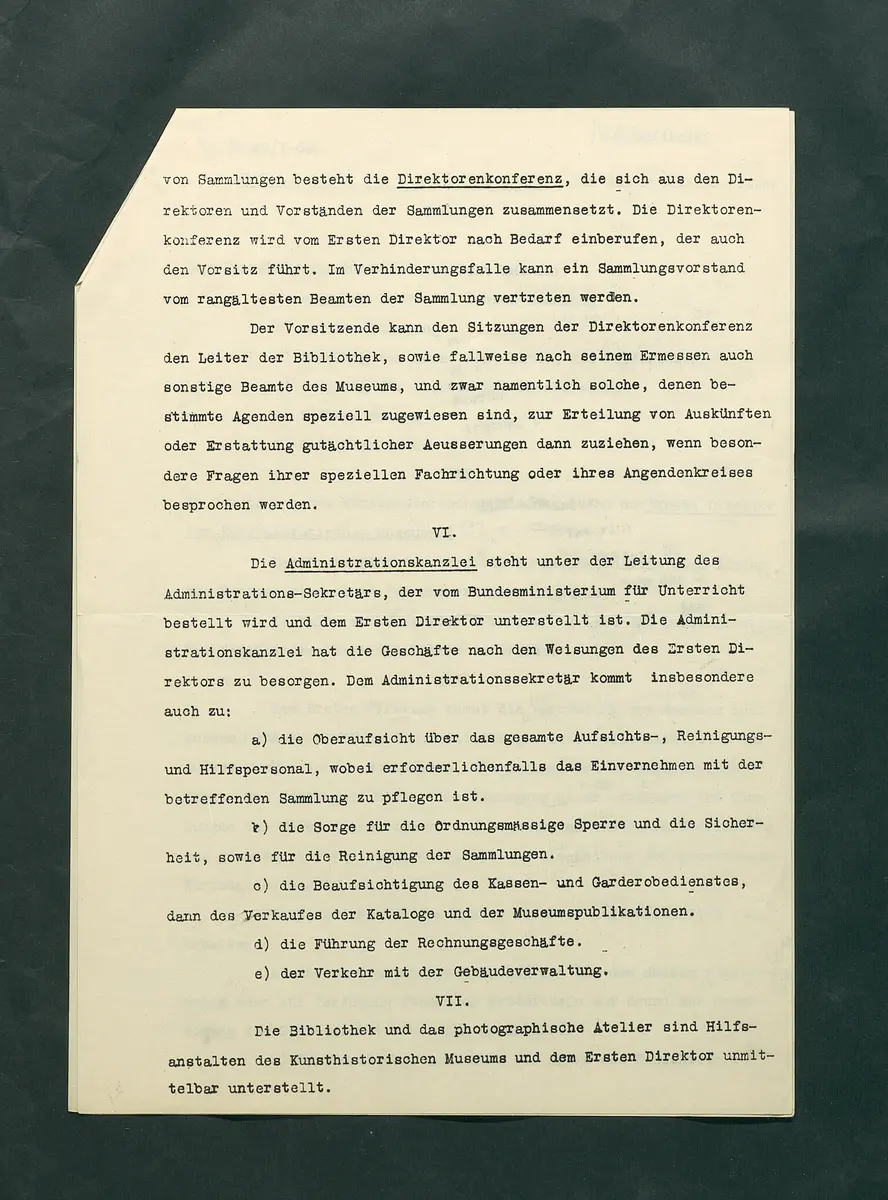 von Sammlungen besteht die Direktorenkonferenz, die sich aus den Di-
rektoren und Vorständen der Sammlungen zusammensetzt. Die Direktoren-
konferenz wird vom Ersten Direktor nach Bedarf einberufen, der auch
den Vorsitz führt. Im Verhinderungsfalle kann ein Sammlungsvorstand
vom rangältesten Beamten der Sammlung vertreten werden.
Der Vorsitzende kann den Sitzungen der Direktorenkonferenz
den Leiter der Bibliothek, sowie fallweise nach seinem Ermessen auch
sonstige Beamte des Museums, und zwar namentlich solche, denen be-
stimmte Agenden speziell zugewiesen sind, zur Erteilung von Auskünften
oder Erstattung gutächtlicher Aeusserungen dann zuziehen, wenn beson-
dere Fragen ihrer speziellen Fachrichtung oder ihres Angendenkreises
besprochen werden.
VI.
Die Administrationskanzlei steht unter der Leitung des
Administrations-Sekretärs, der vom Bundesministerium für Unterricht
bestellt wird und dem Ersten Direktor unterstellt ist. Die Admini-
strationskanzlei hat die Geschäfte nach den Weisungen des Ersten Di-
rektors zu besorgen. Dem Administrationssekretär kommt insbesondere
auch zu:
a) die Oberaufsicht über das gesamte Aufsichts-, Reinigungs-
und Hilfspersonal, wobei erforderlichenfalls das Einvernehmen mit der
betreffenden Sammlung zu pflegen ist.
b) die Sorge für die ordnungsmässige Sperre und die Sicher-
heit, sowie für die Reinigung der Sammlungen.
c) die Beaufsichtigung des Kassen- und Garderobedienstes,
dann des Verkaufes der Kataloge und der Museumspublikationen.
d) die Führung der Rechnungsgeschäfte.
e) der Verkehr mit der Gebäudeverwaltung.
VII.
Die Bibliothek und das photographische Atelier sind Hilfs-
anstalten des Kunsthistorischen Museums und dem Ersten Direktor unmit-
telbar unterstellt.